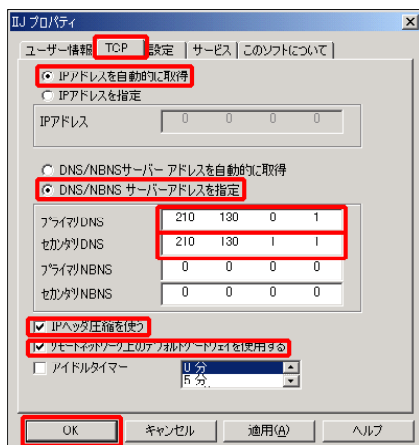 IIJ プロパティ
ユーザー情報 TCP 設定 サービス このソフトについて
IPアドレスを自動的に取得
IPアドレスを指定
IPアドレス 0 0 0 0
DNS/NBNSサーバー アドレスを自動的に取得
DNS/NBNS サーバーアドレスを指定
プライマリDNS 210 130 0 1
セカンダリDNS 210 130 1 1
プライマリNBNS 0 0 0 0
セカンダリNBNS 0 0 0 0
IPヘッダ圧縮を使う
リモートネットワーク上のデフォルトゲートウェイを使用する
アイドルタイマー 0 分
5 分
OK キャンセル 適用(A) ヘルプ